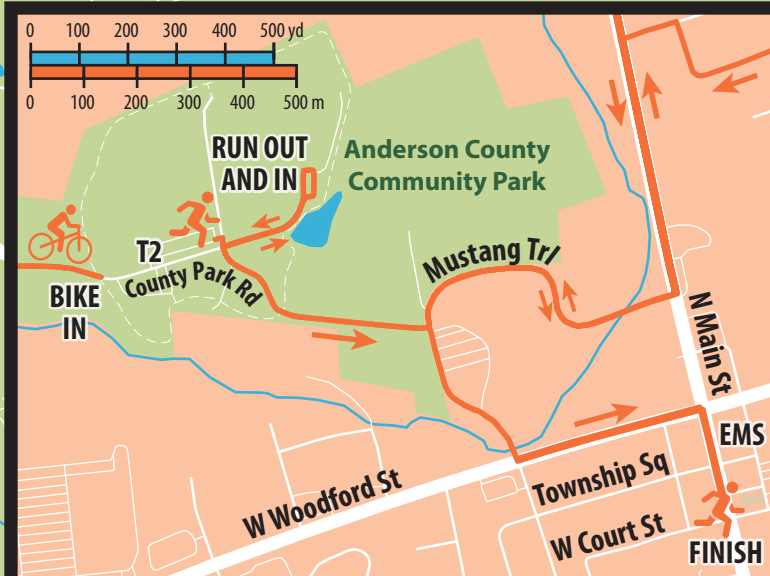 0 100 200 300 400 500 yd
0 100 200 300 400 500 m
RUN OUT
AND IN
Anderson County
Community Park
T2
County Park Rd
BIKE
IN
Mustang Trl
N Main St
EMS
Township Sq
W Woodford St
W Court St
FINISH